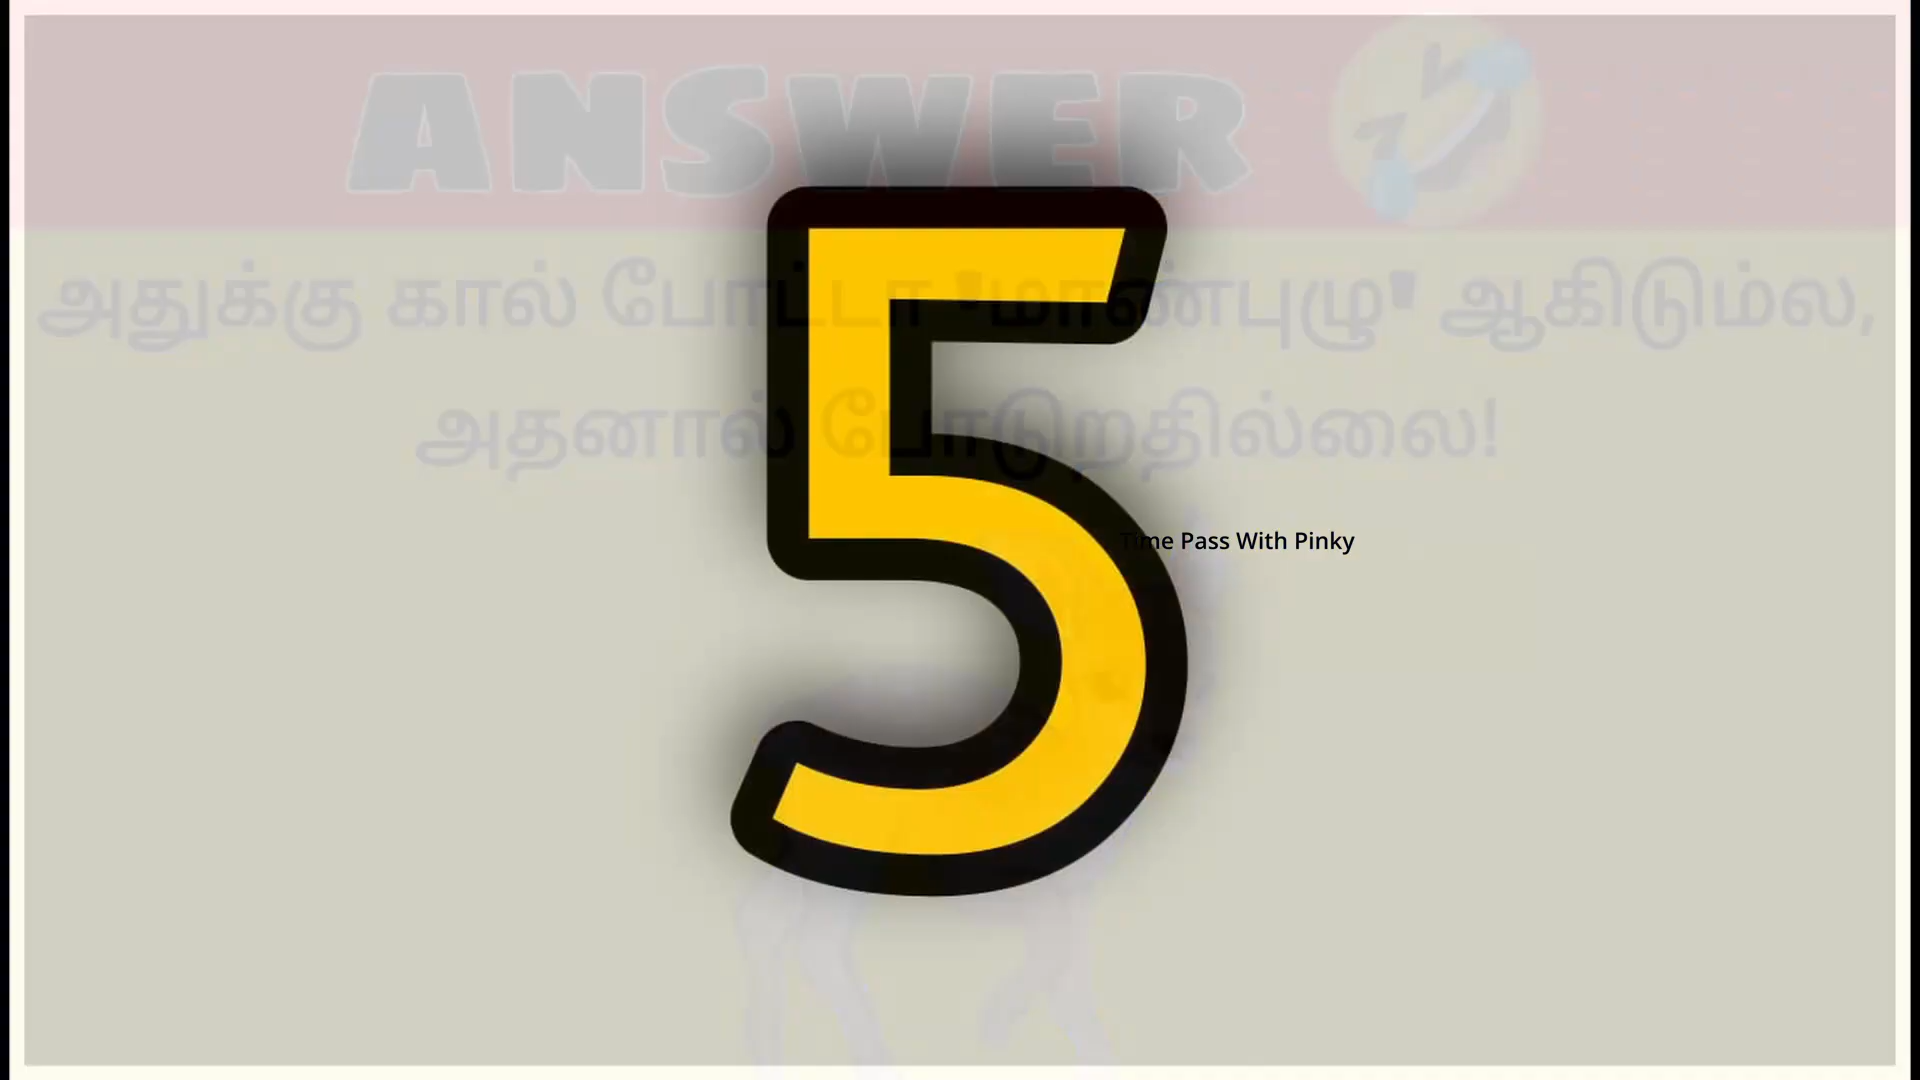 ANSWER
அதுக்கு கால் போட்டா 'மாண்புழு' ஆகிடும்ல,
அதனால் போடுறதில்லை!
5
Time Pass With Pinky